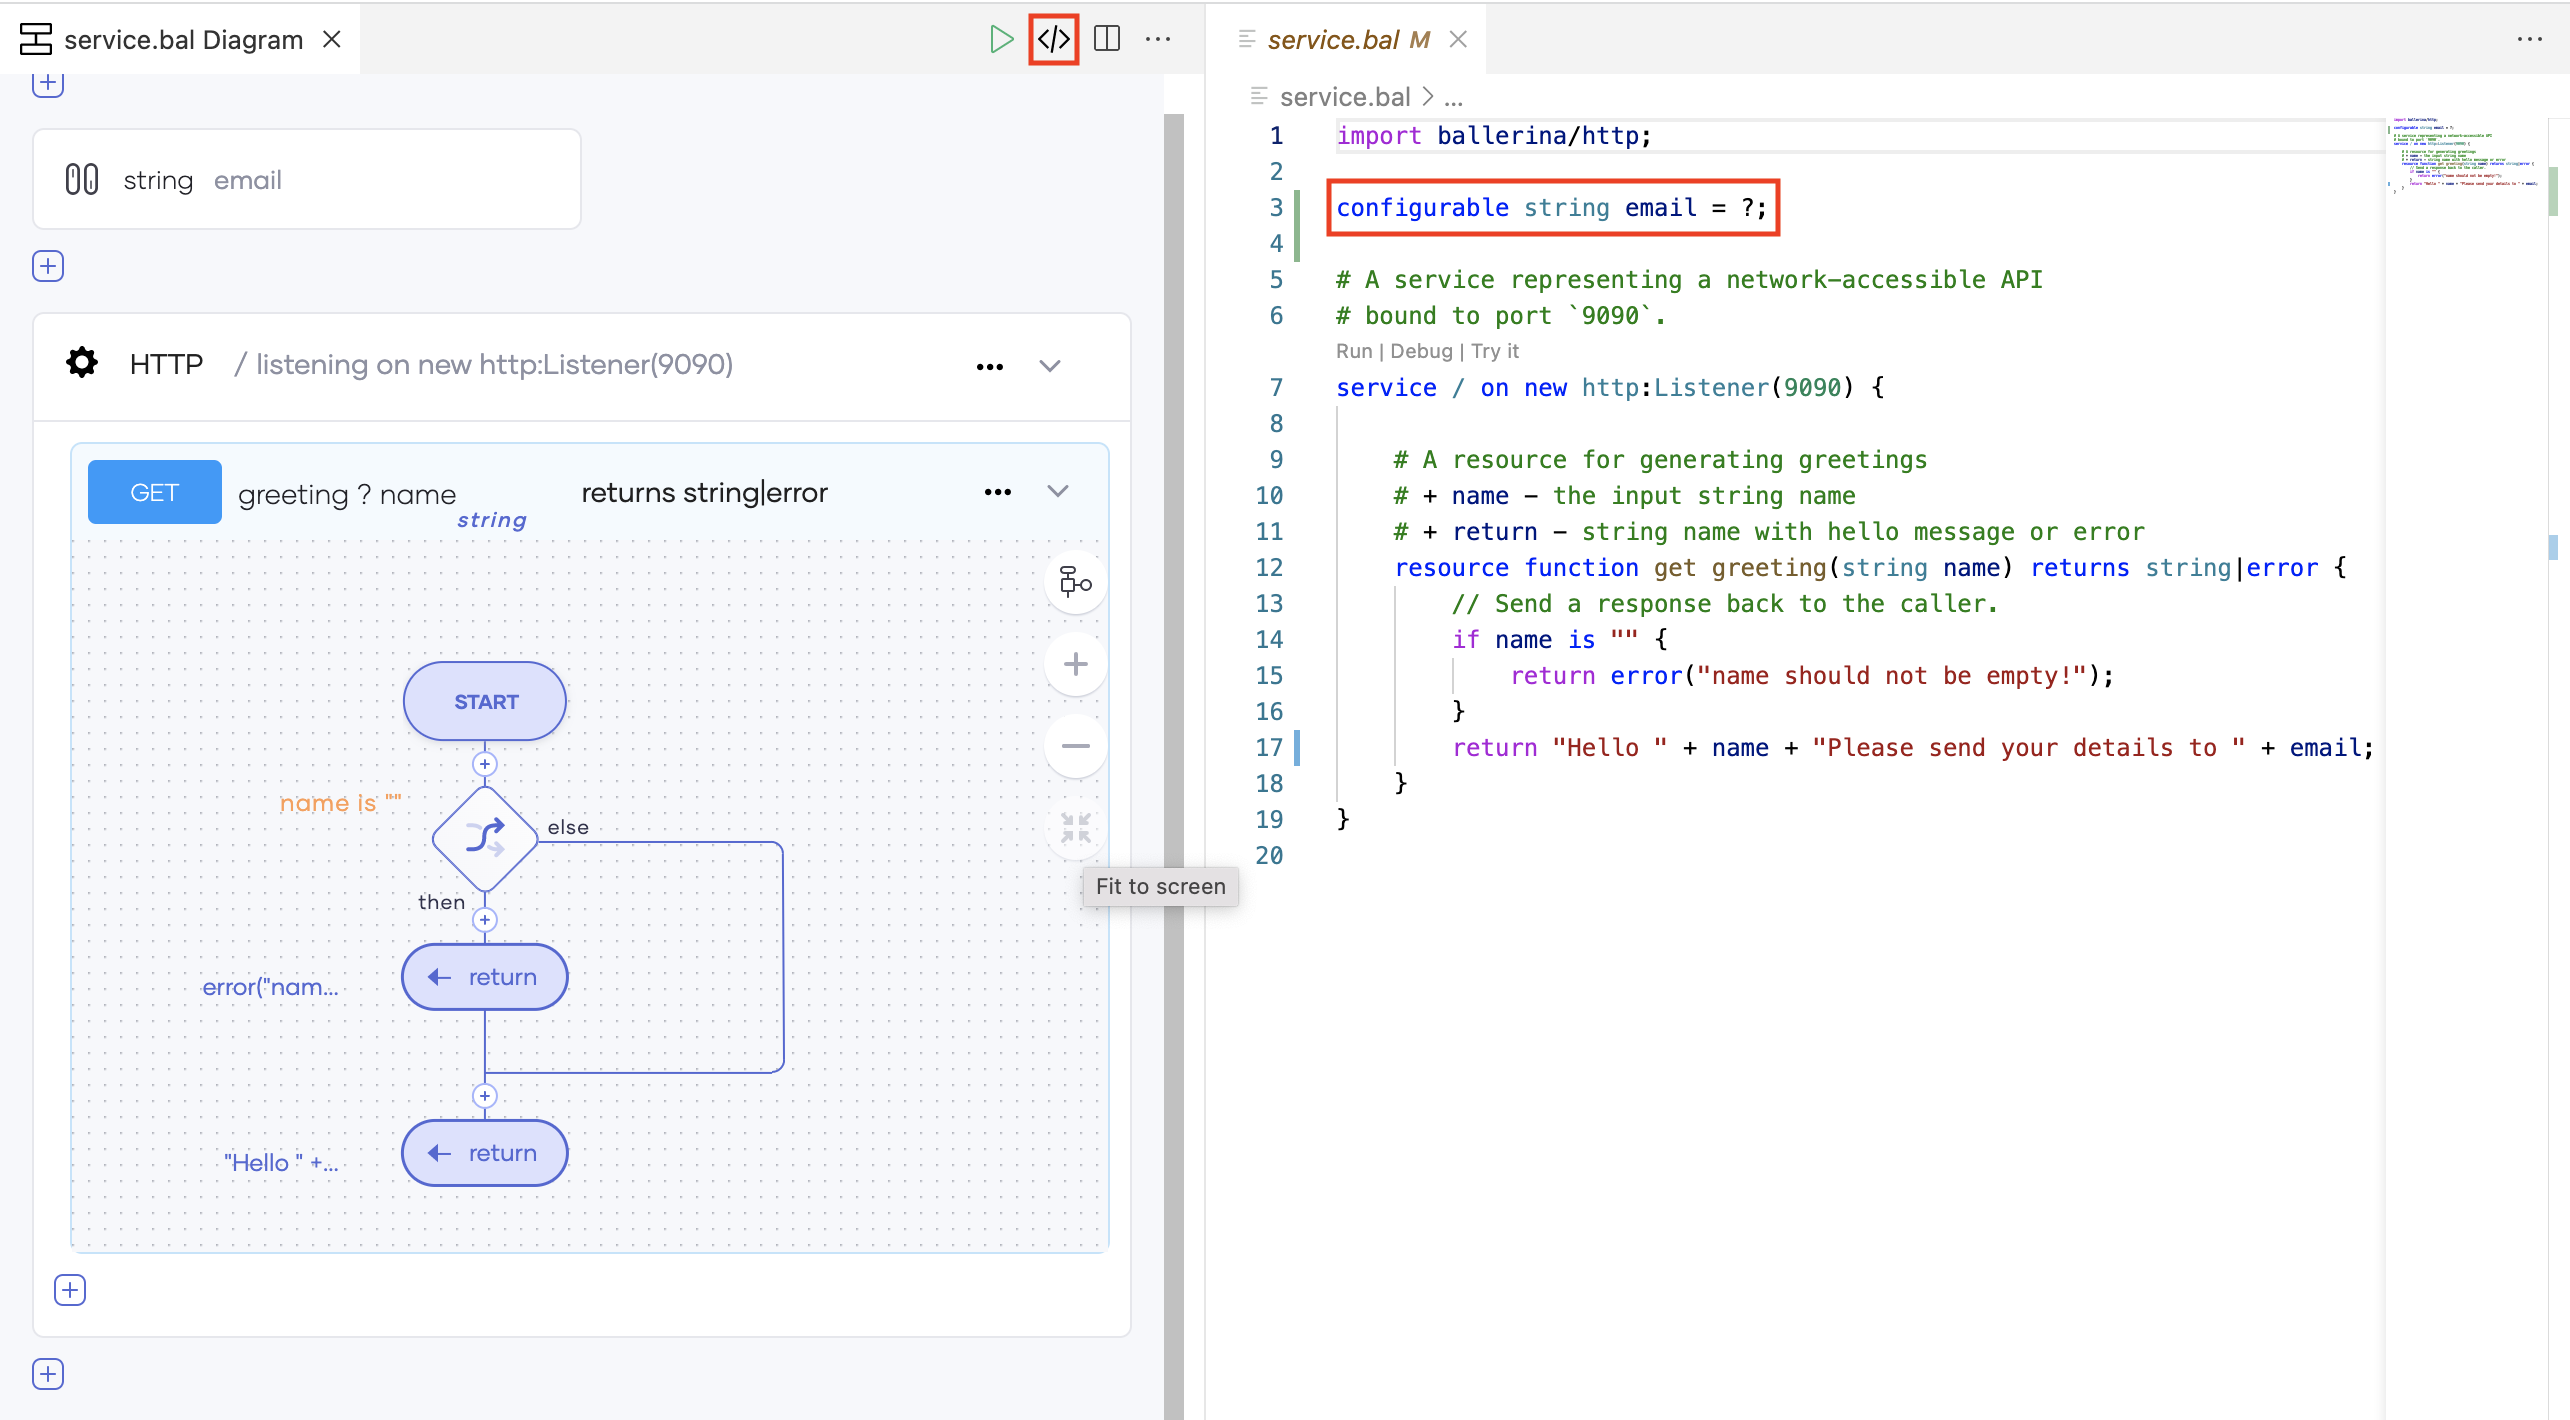 service.bal Diagram
string email
HTTP / listening on new http:Listener(9090)
GET greeting ? name string returns string|error
START
name is ""
else
then
return
error("nam...
return
"Hello " +...
Fit to screen
service.bal M
service.bal > ...
1 import ballerina/http;
2
3 configurable string email = ?;
4
5 # A service representing a network-accessible API
6 # bound to port `9090`.
Run | Debug | Try it
7 service / on new http:Listener(9090) {
8
9 # A resource for generating greetings
10 # + name - the input string name
11 # + return - string name with hello message or error
12 resource function get greeting(string name) returns string|error {
13 // Send a response back to the caller.
14 if name is "" {
15 return error("name should not be empty!");
16 }
17 return "Hello " + name + "Please send your details to " + email;
18 }
19 }
20